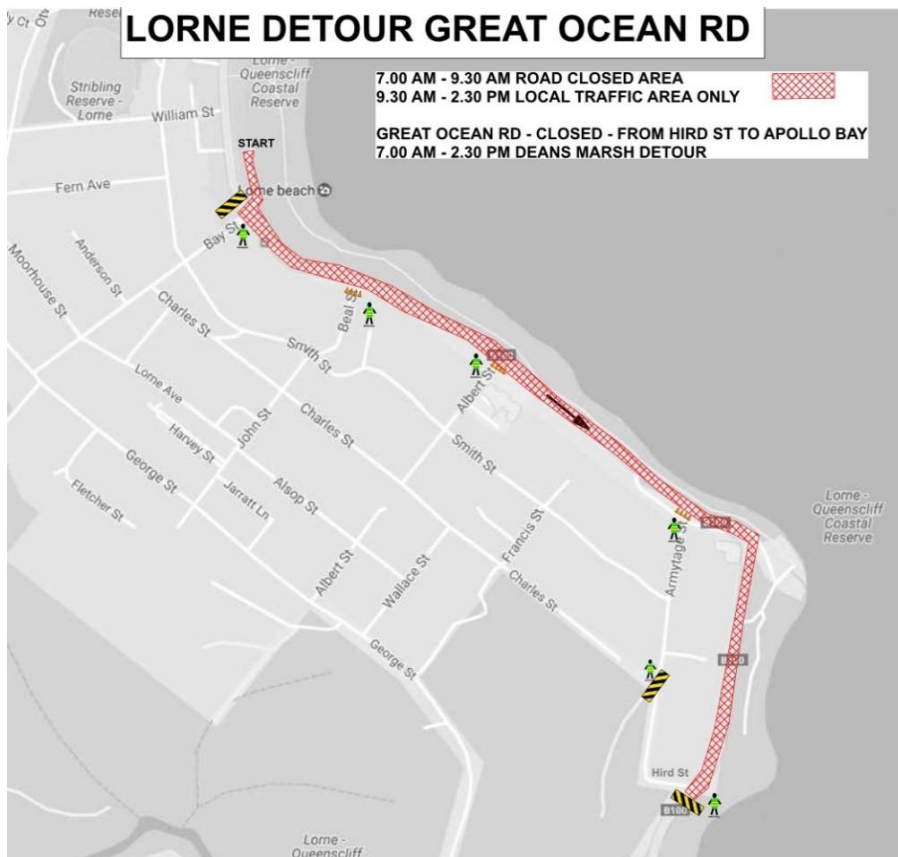 LORNE DETOUR GREAT OCEAN RD
7.00 AM - 9.30 AM ROAD CLOSED AREA
9.30 AM - 2.30 PM LOCAL TRAFFIC AREA ONLY
GREAT OCEAN RD - CLOSED - FROM HIRD ST TO APOLLO BAY
7.00 AM - 2.30 PM DEANS MARSH DETOUR
Lorne -
Queenscliff
Coastal
Reserve
Stribling
Reserve -
Lorne
William St
START
Fern Ave
Lorne beach
Bay St
Anderson St
Moorhouse St
Charles St
Beal St
Smith St
Albert St
Lorne Ave
John St
Charles St
Harvey St
George St
Smith St
Fletcher St
Jarratt Ln
Alsop St
Lorne -
Queenscliff
Coastal
Reserve
Francis St
Armytage St
Albert St
Wallace St
Charles St
George St
B100
Hird St
B100
Lorne -
Queenscliff